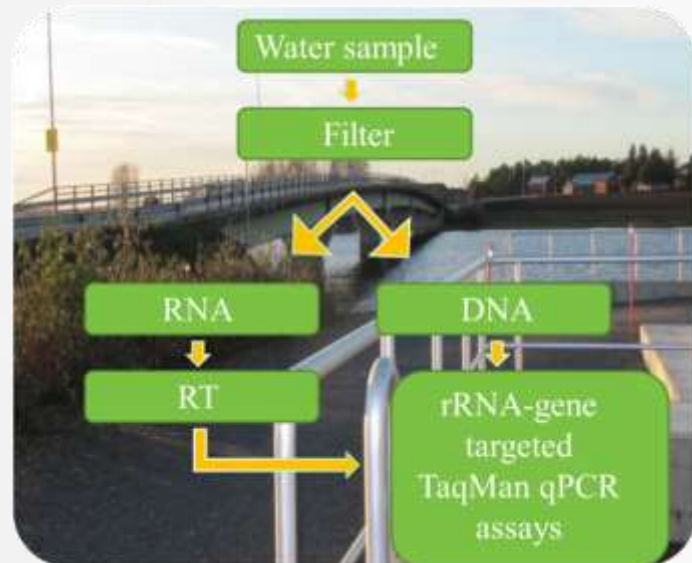 Water sample
Filter
RNA
DNA
RT
rRNA-gene
targeted
TaqMan qPCR
assays